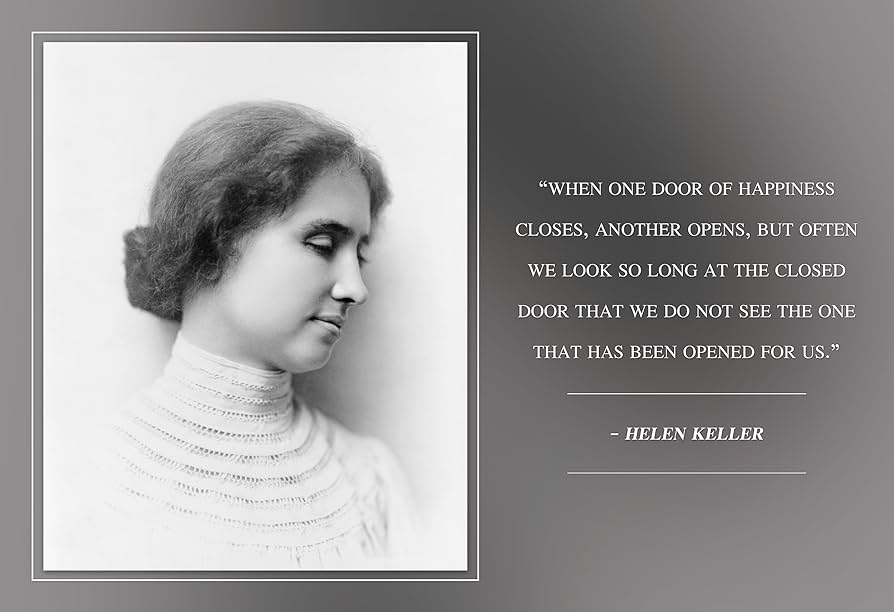 “WHEN ONE DOOR OF HAPPINESS
CLOSES, ANOTHER OPENS, BUT OFTEN
WE LOOK SO LONG AT THE CLOSED
DOOR THAT WE DO NOT SEE THE ONE
THAT HAS BEEN OPENED FOR US.”
– HELEN KELLER